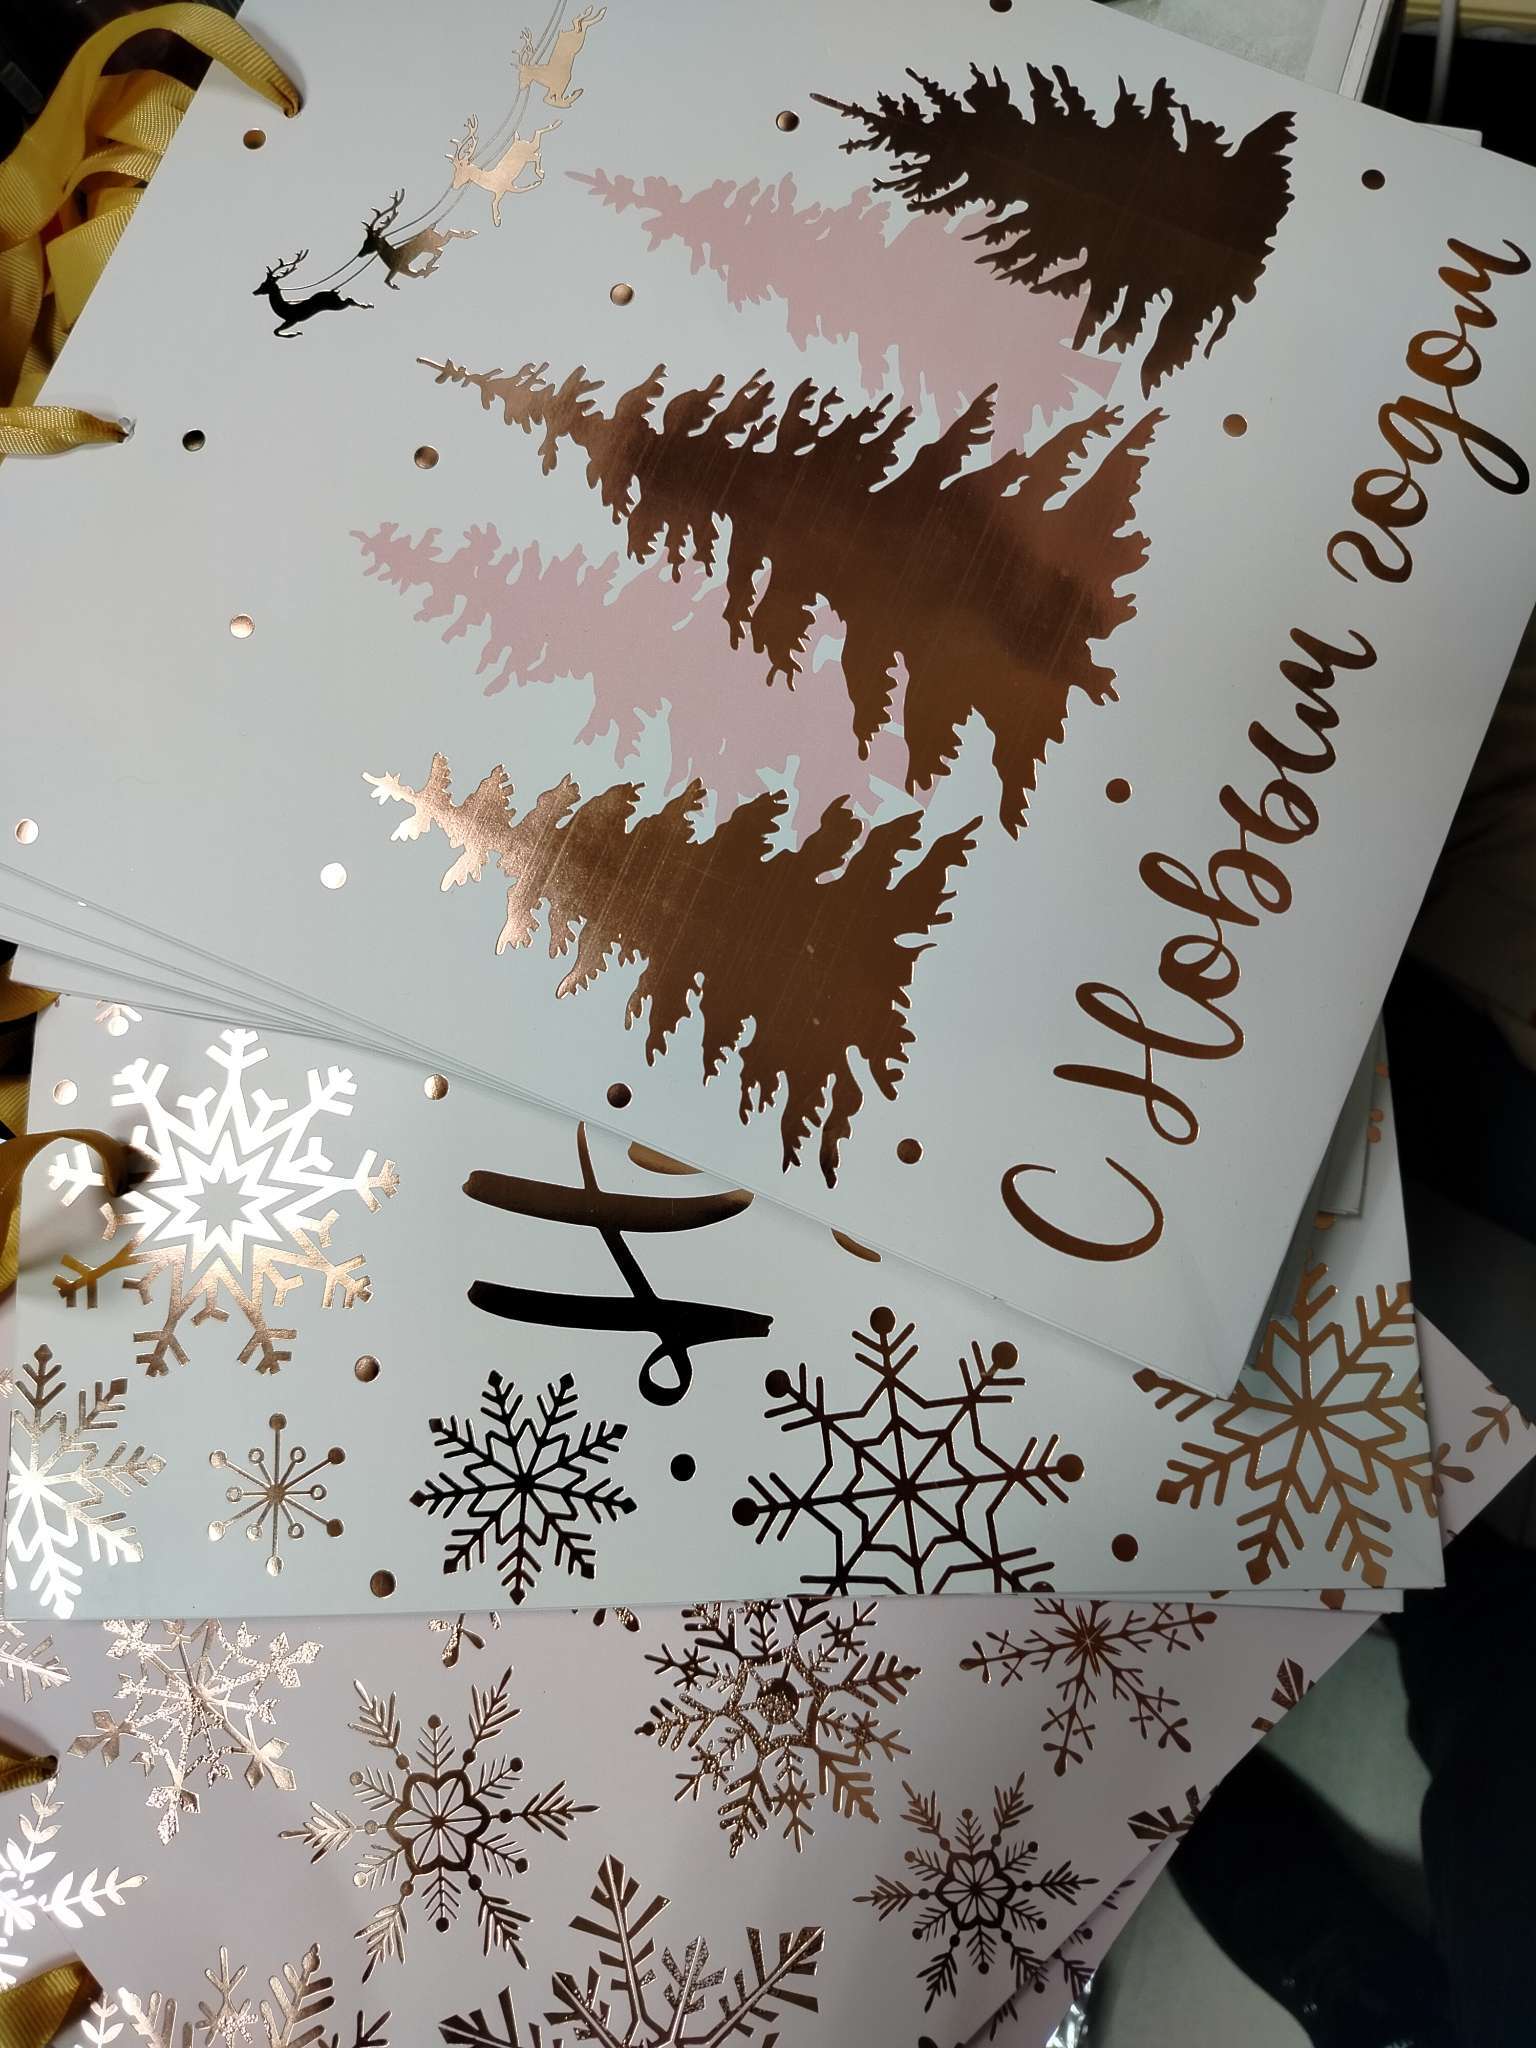 С Новым годом
Н